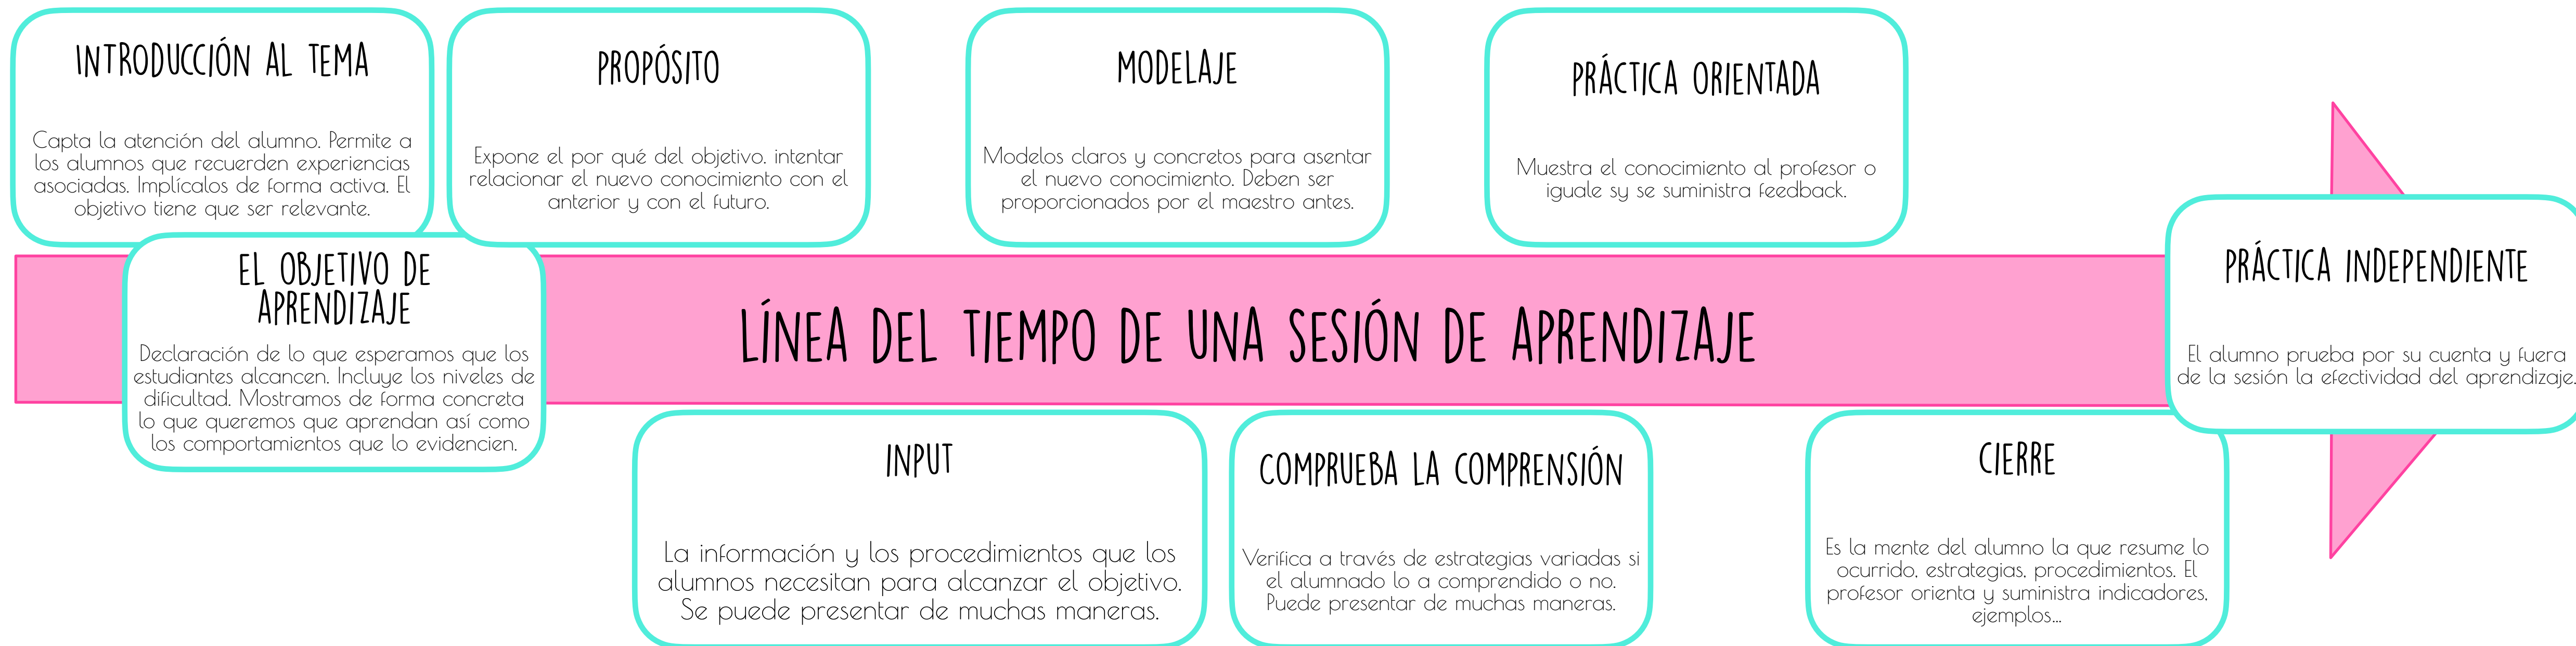 INTRODUCCIÓN AL TEMA
Capta la atención del alumno. Permite a
los alumnos que recuerden experiencias
asociadas. Implícalos de forma activa. El
objetivo tiene que ser relevante.
EL OBJETIVO DE
APRENDIZAJE
Declaración de lo que esperamos que los
estudiantes alcancen. Incluye los niveles de
dificultad. Mostramos de forma concreta
lo que queremos que aprendan así como
los comportamientos que lo evidencien.
PROPÓSITO
Expone el por qué del objetivo. intentar
relacionar el nuevo conocimiento con el
anterior y con el futuro.
INPUT
La información y los procedimientos que los
alumnos necesitan para alcanzar el objetivo.
Se puede presentar de muchas maneras.
MODELAJE
Modelos claros y concretos para asentar
el nuevo conocimiento. Deben ser
proporcionados por el maestro antes.
COMPRUEBA LA COMPRENSIÓN
Verifica a través de estrategias variadas si
el alumnado lo a comprendido o no.
Puede presentar de muchas maneras.
PRÁCTICA ORIENTADA
Muestra el conocimiento al profesor o
iguale sy se suministra feedback.
CIERRE
Es la mente del alumno la que resume lo
ocurrido, estrategias, procedimientos. El
profesor orienta y suministra indicadores,
ejemplos...
PRÁCTICA INDEPENDIENTE
El alumno prueba por su cuenta y fuera
de la sesión la efectividad del aprendizaje.
LÍNEA DEL TIEMPO DE UNA SESIÓN DE APRENDIZAJE